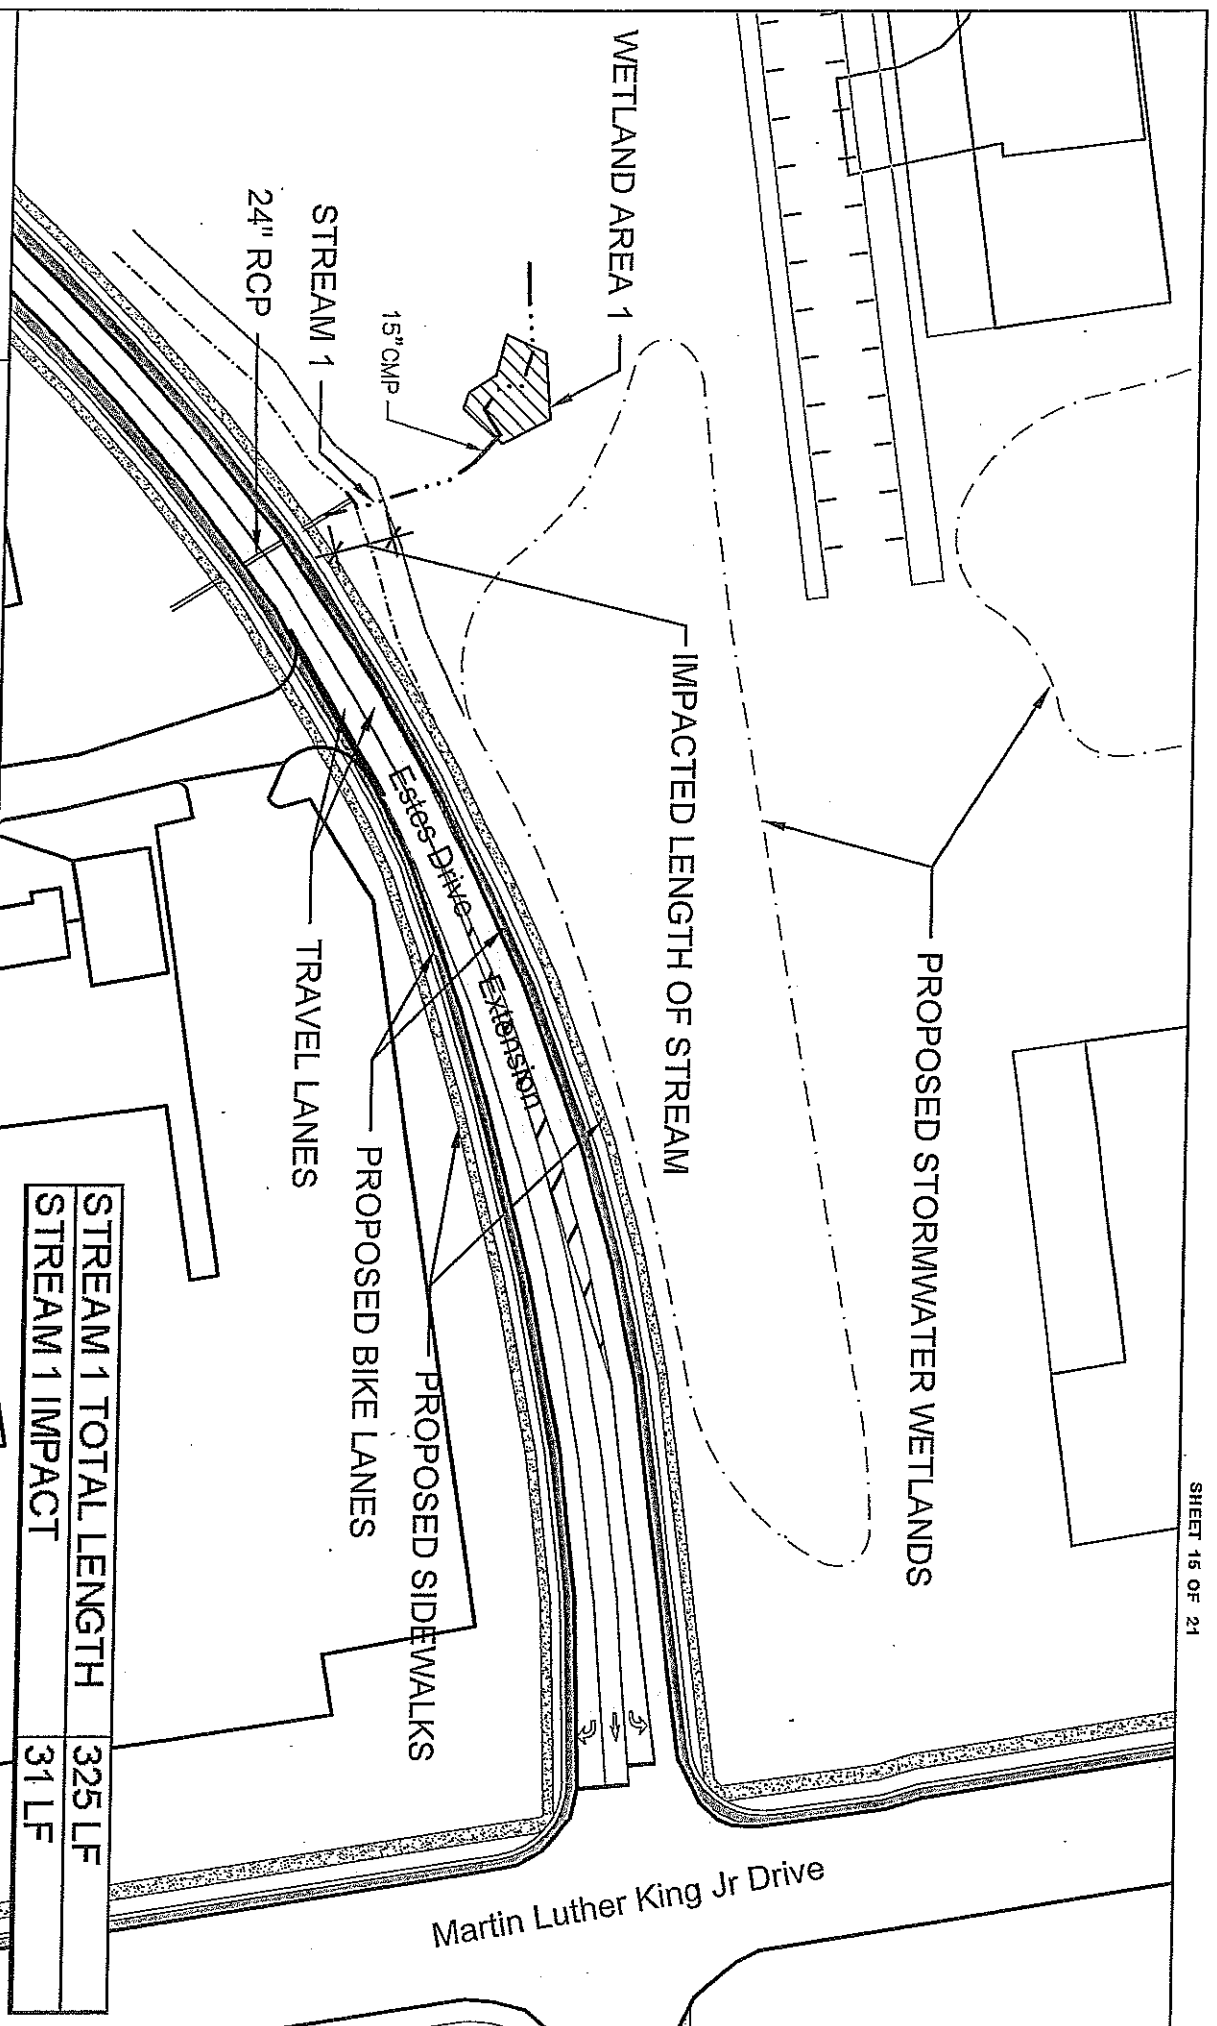 SHEET 15 OF 21
WETLAND AREA 1
PROPOSED STORMWATER WETLANDS
IMPACTED LENGTH OF STREAM
15"CMP
STREAM 1
24" RCP
Estes Drive Extension
TRAVEL LANES
PROPOSED BIKE LANES
PROPOSED SIDEWALKS
Martin Luther King Jr Drive
STREAM 1 TOTAL LENGTH 325 LF
STREAM 1 IMPACT 31 LF